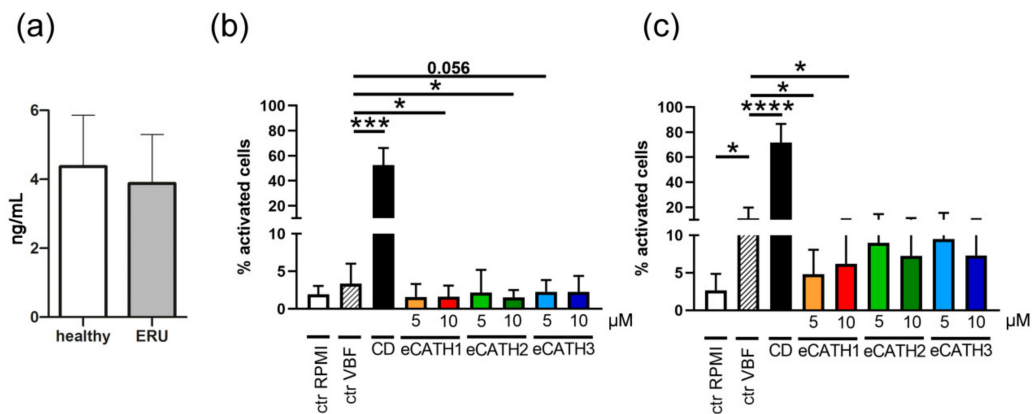 (a)
(b)
(c)
ng/mL
6
4
2
0
healthy ERU
% activated cells
100
80
60
40
20
10
5
0
0.056
*
*
***
5 10 5 10 5 10 µM
ctr RPMI
ctr VBF
CD eCATH1 eCATH2 eCATH3
% activated cells
100
80
60
40
20
10
5
0
*
*
****
*
5 10 5 10 5 10 µM
ctr RPMI
ctr VBF
CD eCATH1 eCATH2 eCATH3